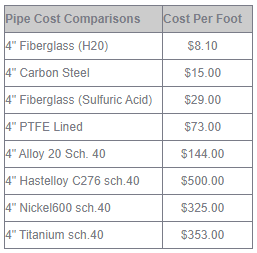 Pipe Cost Comparisons Cost Per Foot
4" Fiberglass (H20) $8.10
4" Carbon Steel $15.00
4" Fiberglass (Sulfuric Acid) $29.00
4" PTFE Lined $73.00
4" Alloy 20 Sch. 40 $144.00
4" Hastelloy C276 sch.40 $500.00
4" Nickel600 sch.40 $325.00
4" Titanium sch.40 $353.00